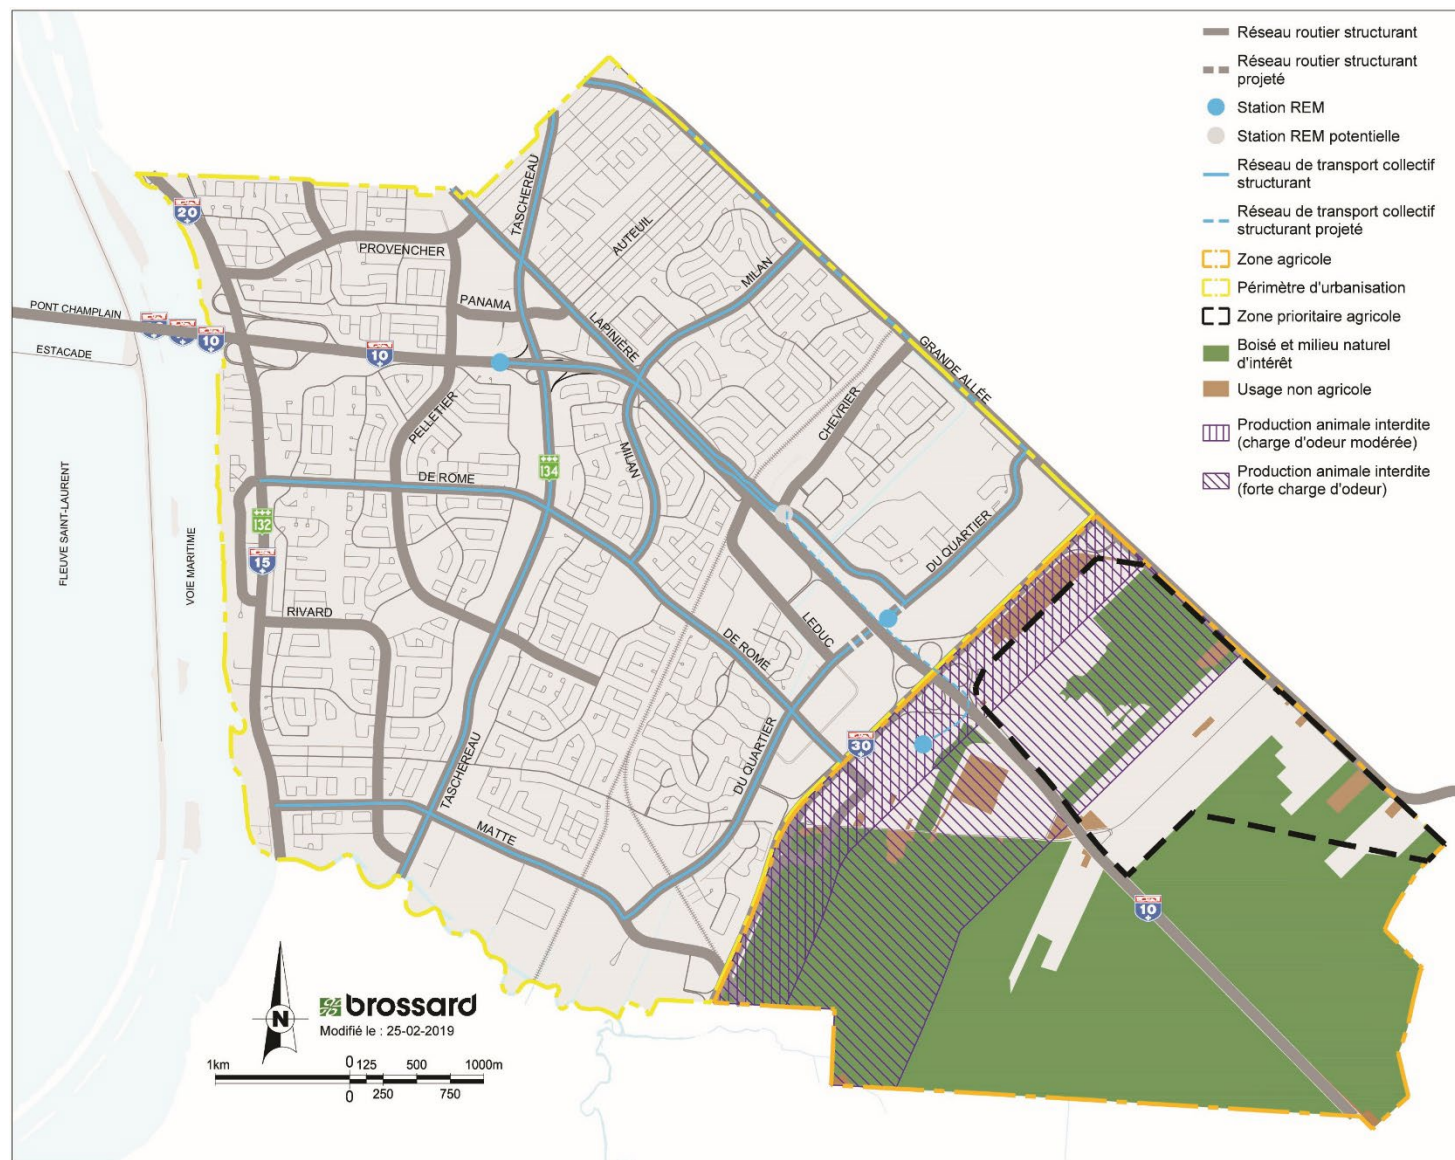 Réseau routier structurant
Réseau routier structurant
projeté
Station REM
Station REM potentielle
Réseau de transport collectif
structurant
Réseau de transport collectif
structurant projeté
Zone agricole
Périmètre d'urbanisation
Zone prioritaire agricole
Boisé et milieu naturel
d'intérêt
Usage non agricole
Production animale interdite
(charge d'odeur modérée)
Production animale interdite
(forte charge d'odeur)
20
TASCHEREAU
AUTEUIL
PROVENCHER
MILAN
PANAMA
PONT CHAMPLAIN
LAPINIÈRE
10
10
ESTACADE
GRANDE ALLÉE
CHEVRIER
PELLETIER
MILAN
134
DE ROME
FLEUVE SAINT-LAURENT
VOIE MARITIME
132
15
DU QUARTIER
RIVARD
LEDUC
DE ROME
TASCHEREAU
DU QUARTIER
30
MATTE
10
N
brossard
Modifié le : 25-02-2019
1km
0
125
500
1000m
0
250
750